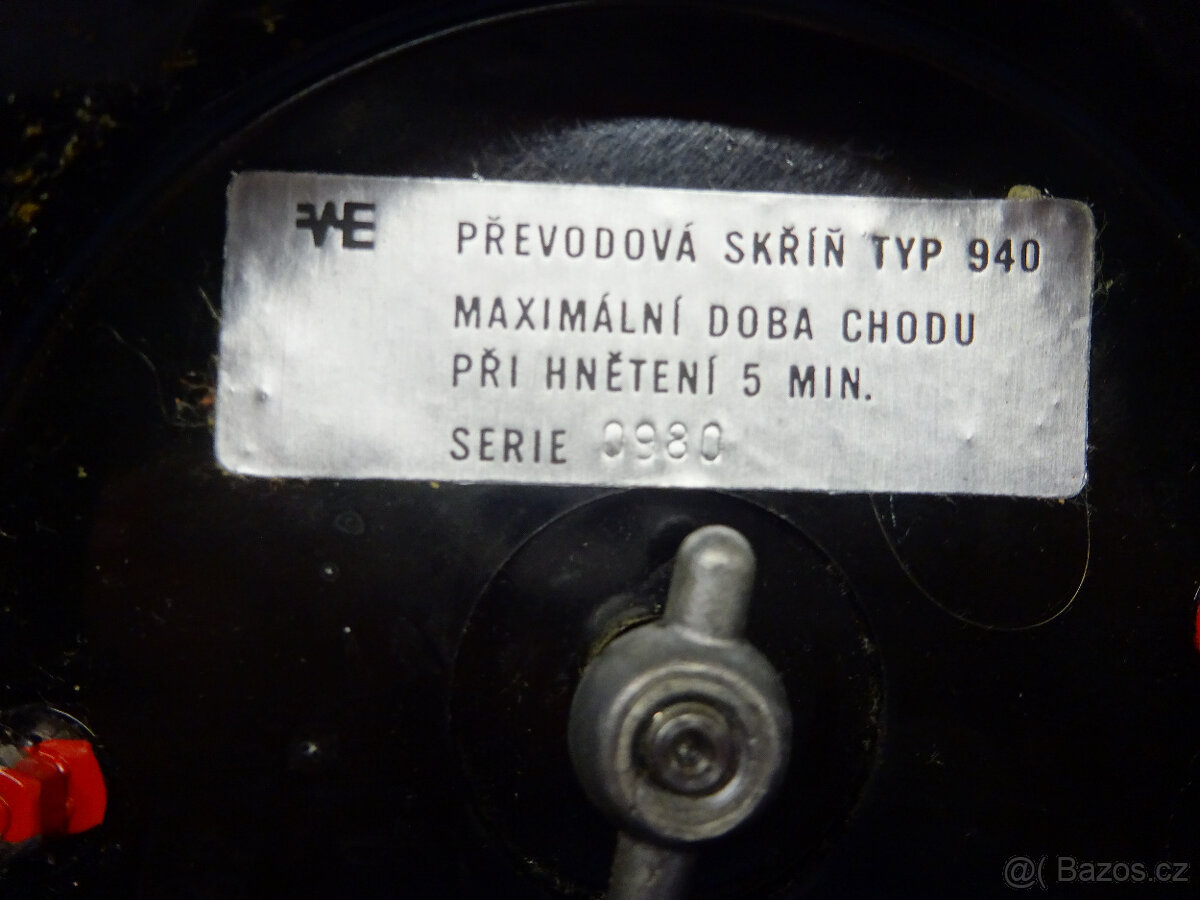 PŘEVODOVÁ SKŘÍŇ TYP 940
MAXIMÁLNÍ DOBA CHODU
PŘI HNĚTENÍ 5 MIN.
SERIE 0980
@( Bazos.cz